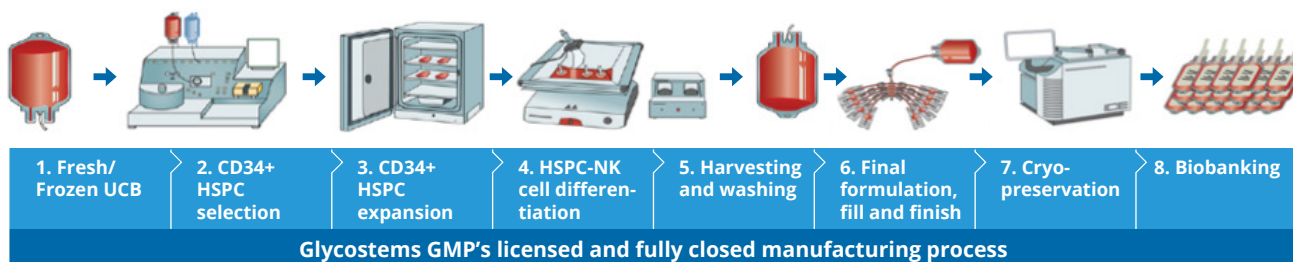 1. Fresh/
Frozen UCB
2. CD34+
HSPC
selection
3. CD34+
HSPC
expansion
4. HSPC-NK
cell differen-
tiation
5. Harvesting
and washing
6. Final
formulation,
fill and finish
7. Cryo-
preservation
8. Biobanking
Glycostems GMP's licensed and fully closed manufacturing process